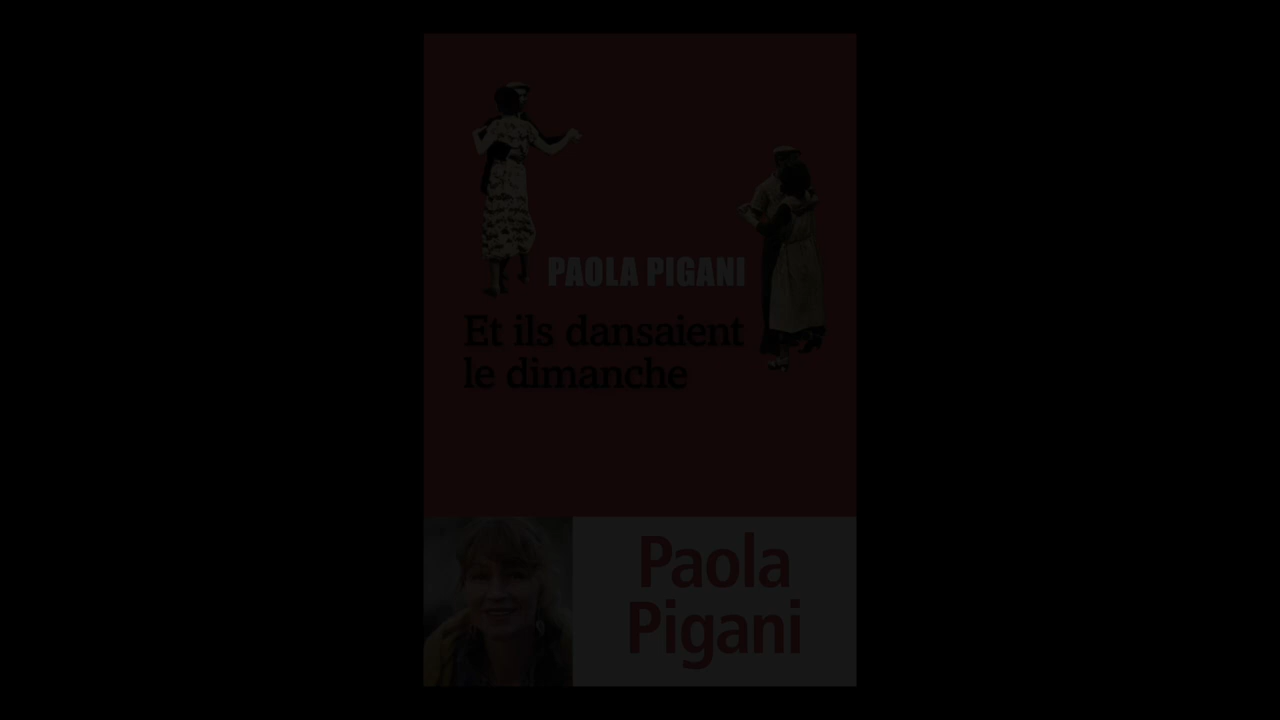 PAOLA PIGANI
Et ils dansaient
le dimanche
Paola
Pigani